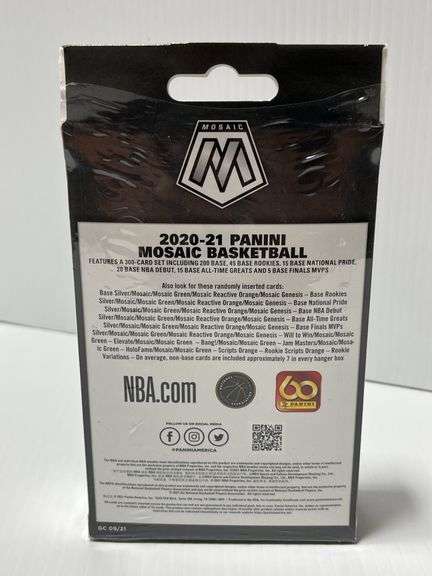 MOSAIC
M
2020-21 PANINI
MOSAIC BASKETBALL
FEATURES A 300-CARD SET INCLUDING 200 BASE, 45 BASE ROOKIES, 15 BASE NATIONAL PRIDE,
20 BASE NBA DEBUT, 15 BASE ALL-TIME GREATS AND 5 BASE FINALS MVPS
Also look for these randomly inserted cards:
Base Silver/Mosaic/Mosaic Green/Mosaic Reactive Orange/Mosaic Genesis – Base Rookies
Silver/Mosaic/Mosaic Green/Mosaic Reactive Orange/Mosaic Genesis – Base National Pride
Silver/Mosaic/Mosaic Green/Mosaic Reactive Orange/Mosaic Genesis – Base NBA Debut
Silver/Mosaic/Mosaic Green/Mosaic Reactive Orange/Mosaic Genesis – Base All-Time Greats
Silver/Mosaic/Mosaic Green/Mosaic Reactive Orange/Mosaic Genesis – Base Finals MVPs
Silver/Mosaic/Mosaic Green/Mosaic Reactive Orange/Mosaic Genesis – Will to Win/Mosaic/Mosaic
Green – Elevate/Mosaic/Mosaic Green – Bang!/Mosaic/Mosaic Green – Jam Masters/Mosaic/Mosaic
Green – HoloFame/Mosaic Green – Scripts Orange – Rookie Scripts Orange – Rookie
Variations – On average, non-base cards are included approximately 7 in every hanger box
NBA.com
60
PANINI
FOLLOW US ON SOCIAL MEDIA
@PANINIAMERICA
GC 09/21